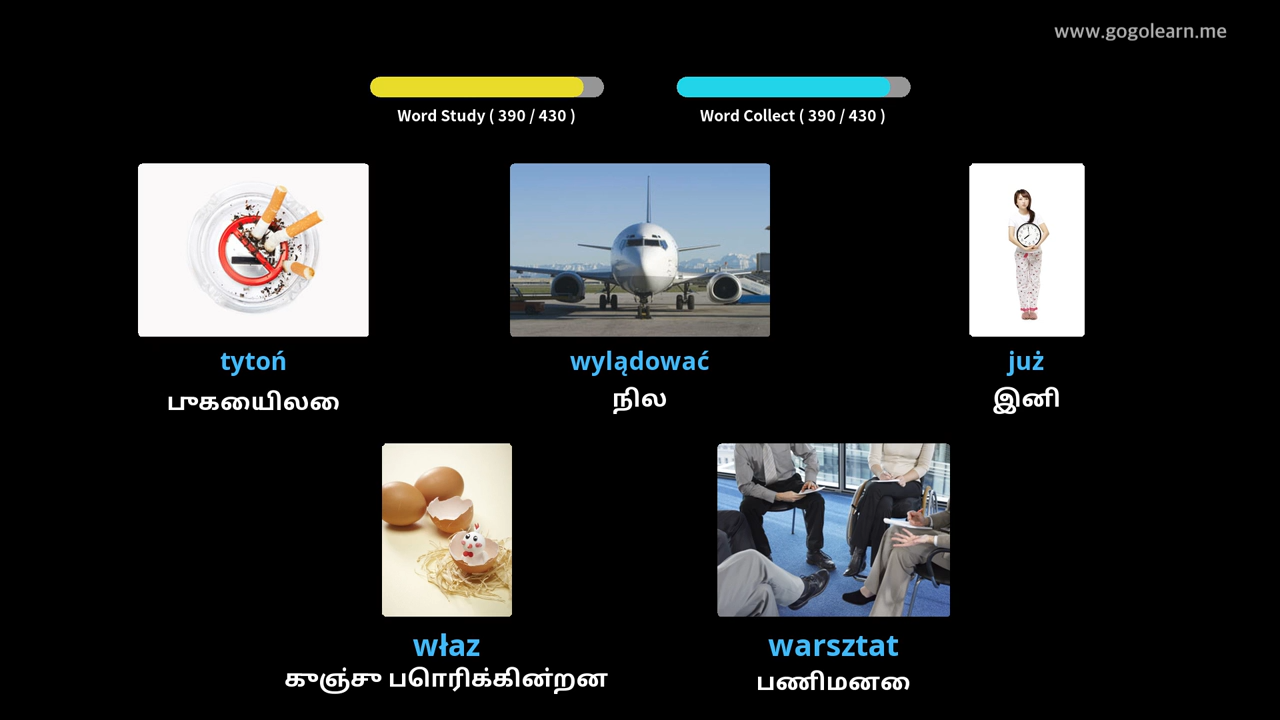 www.gogolearn.me
Word Study ( 390 / 430 )
Word Collect ( 390 / 430 )
tytoń
புகையிலை
wylądować
நில
już
இனி
właz
குஞ்சு பொரிக்கின்றன
warsztat
பணிமனை